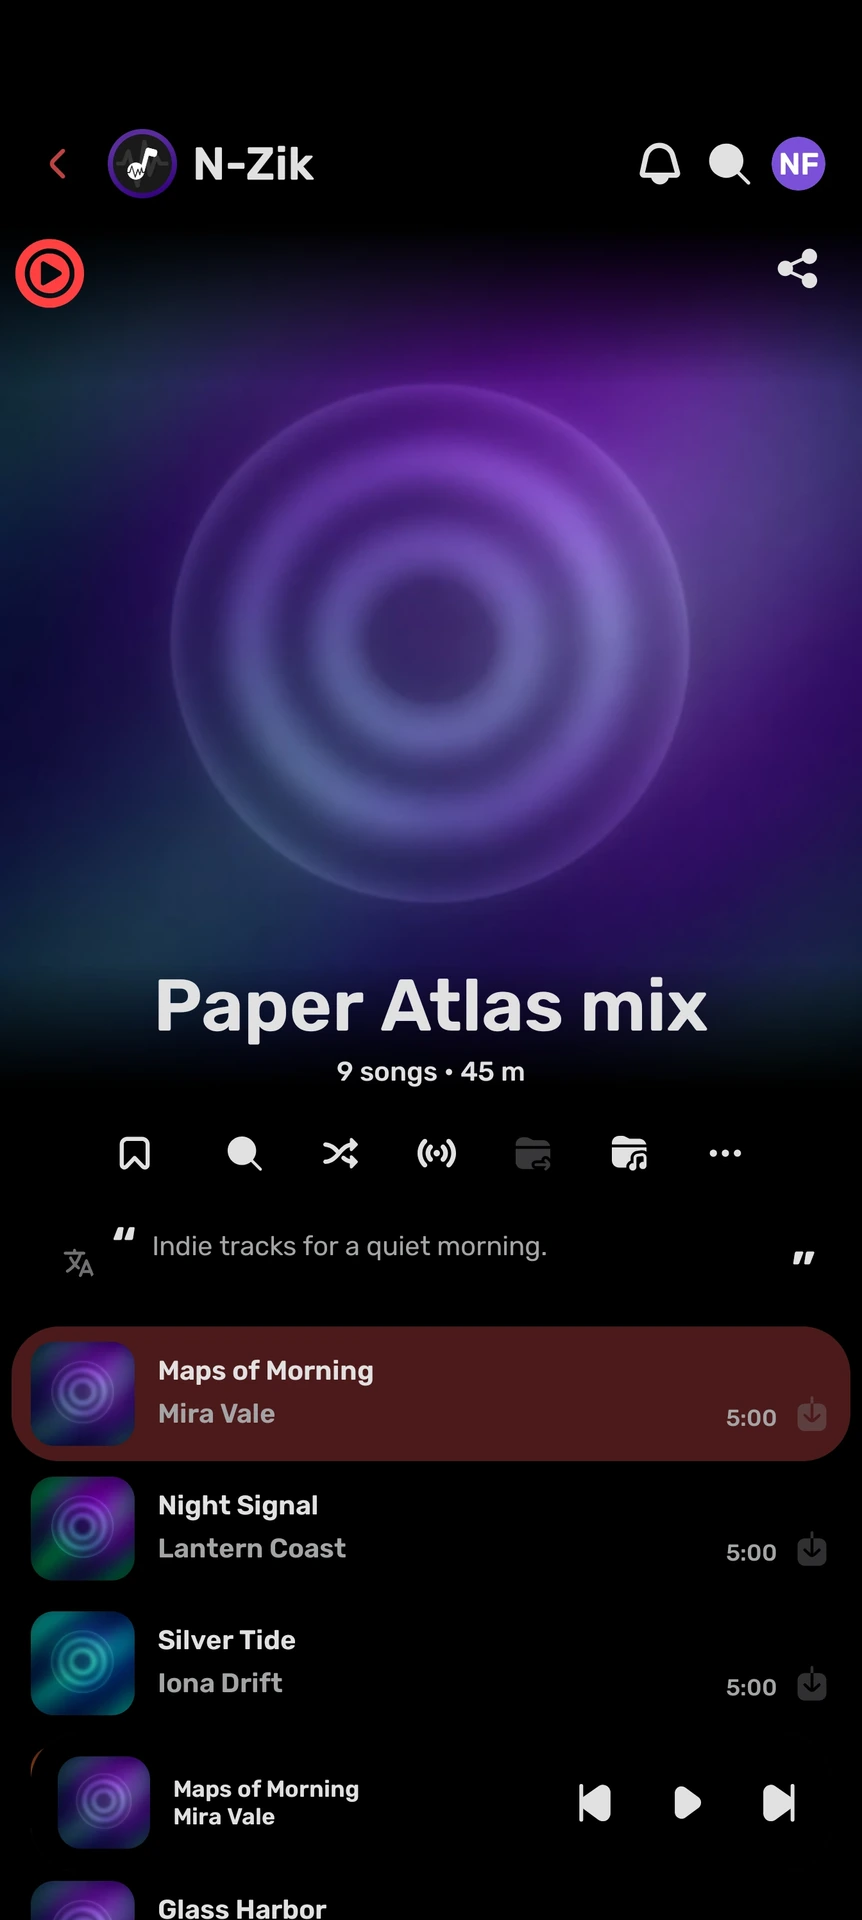 N-Zik
NF
Paper Atlas mix
9 songs • 45 m
“ Indie tracks for a quiet morning. ”
Maps of Morning
Mira Vale
5:00
Night Signal
Lantern Coast
5:00
Silver Tide
Iona Drift
5:00
Maps of Morning
Mira Vale
Glass Harbor